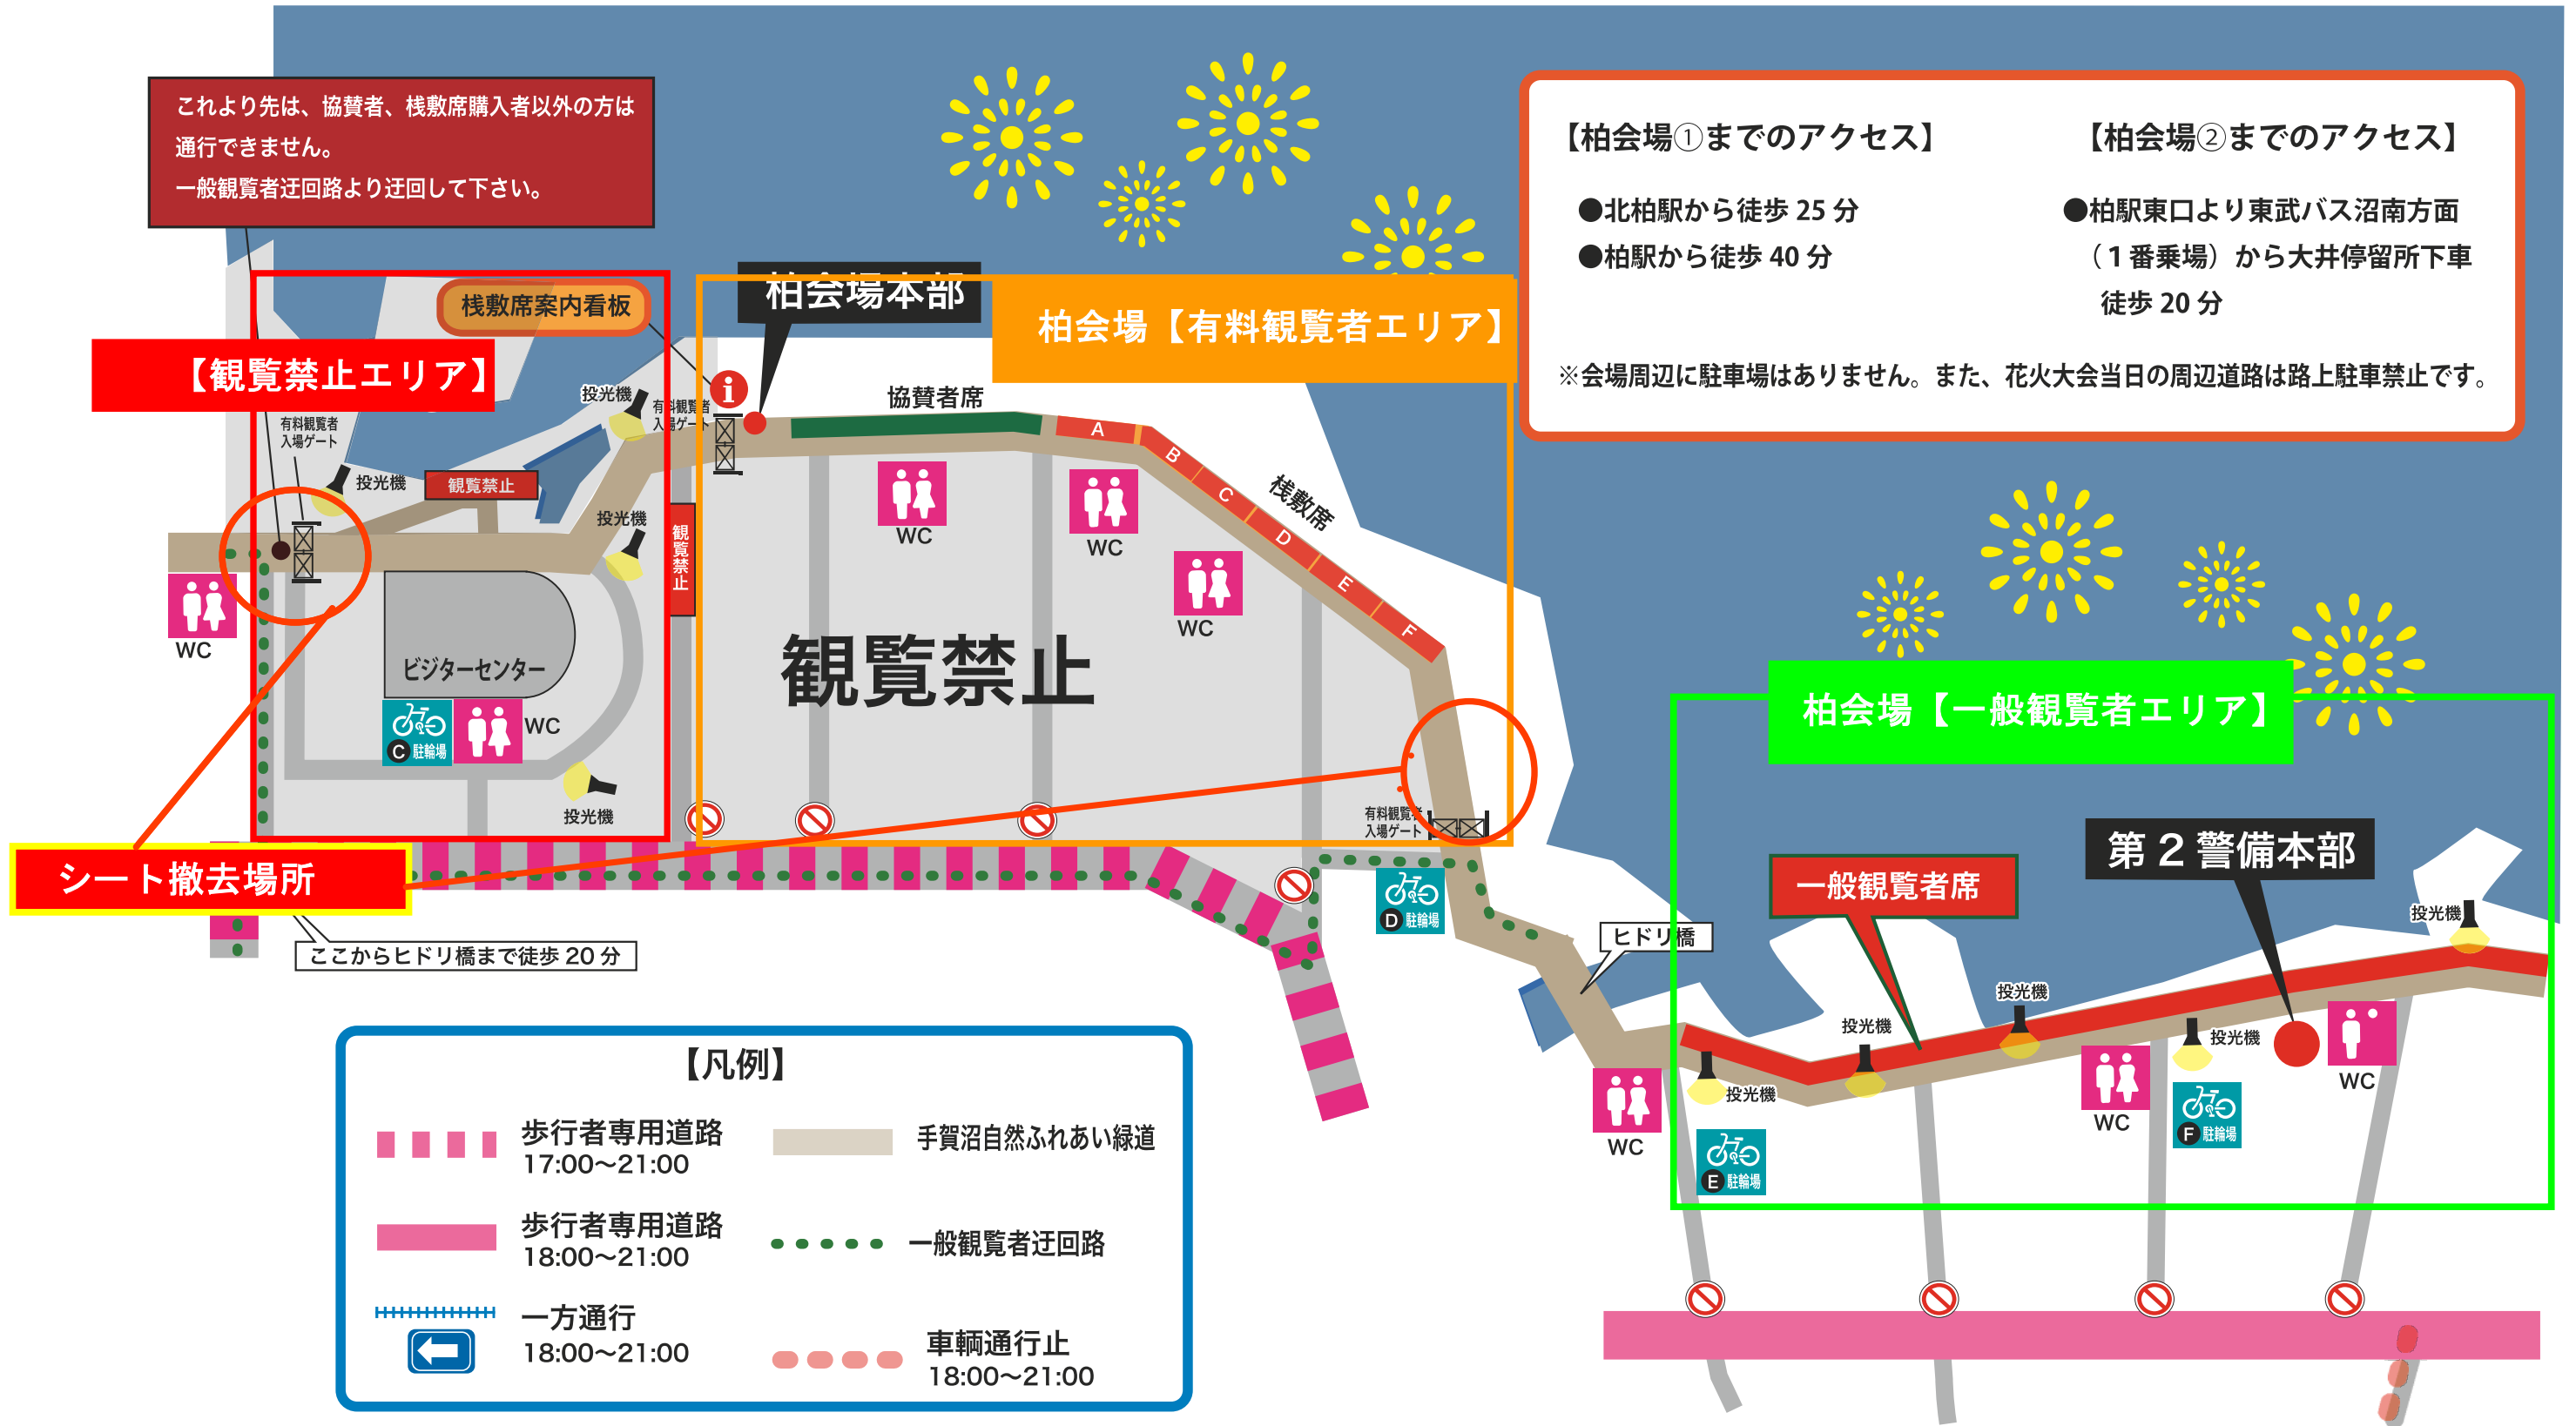 これより先は、協賛者、桟敷席購入者以外の方は
通行できません。
一般観覧者迂回路より迂回して下さい。
【柏会場①までのアクセス】
●北柏駅から徒歩 25 分
●柏駅から徒歩 40 分
【柏会場②までのアクセス】
●柏駅東口より東武バス沼南方面
（１番乗場）から大井停留所下車
徒歩 20 分
※会場周辺に駐車場はありません。また、花火大会当日の周辺道路は路上駐車禁止です。
桟敷席案内看板
柏会場本部
柏会場【有料観覧者エリア】
【観覧禁止エリア】
投光機
有料観覧者
入場ゲート
i
協賛者席
有料観覧者
入場ゲート
投光機
観覧禁止
投光機
観覧禁止
A
B
C
D
E
F
桟敷席
WC
WC
WC
WC
観覧禁止
ビジターセンター
C 駐輪場
WC
投光機
柏会場【一般観覧者エリア】
有料観覧者
入場ゲート
シート撤去場所
D 駐輪場
ここからヒドリ橋まで徒歩 20 分
ヒドリ橋
一般観覧者席
第２警備本部
投光機
投光機
投光機
投光機
投光機
WC
WC
WC
E 駐輪場
F 駐輪場
【凡例】
歩行者専用道路
17:00～21:00
歩行者専用道路
18:00～21:00
一方通行
18:00～21:00
手賀沼自然ふれあい緑道
一般観覧者迂回路
車輌通行止
18:00～21:00